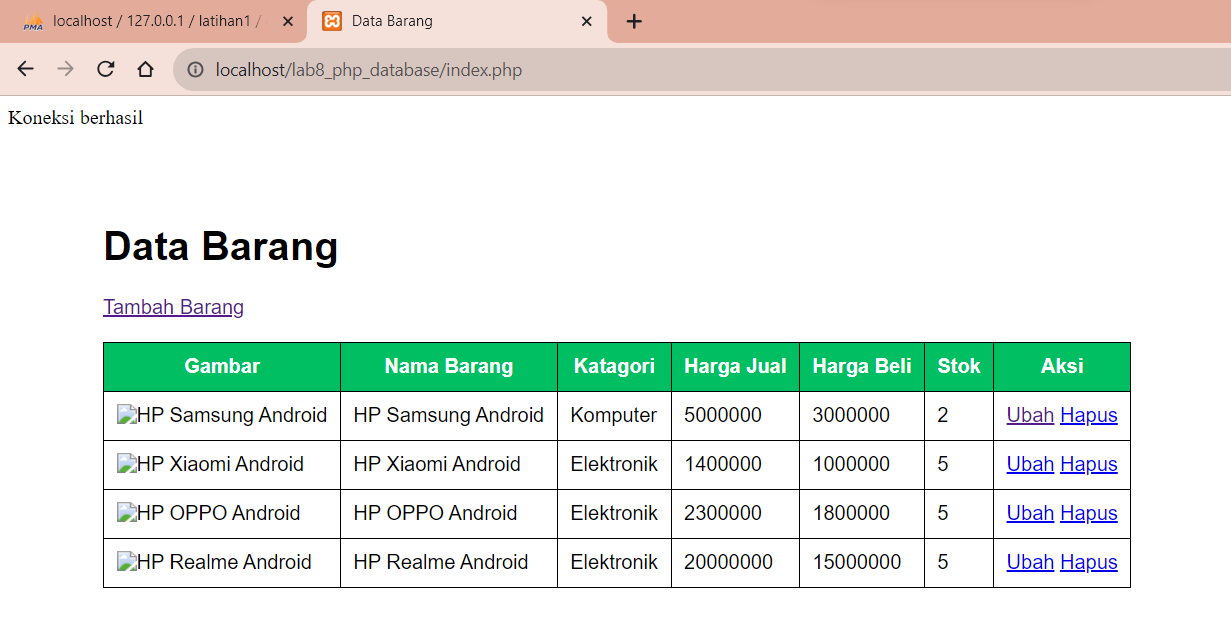 PMA localhost / 127.0.0.1 / latihan1 / Data Barang
localhost/lab8_php_database/index.php
Koneksi berhasil
Data Barang
Tambah Barang
Gambar Nama Barang Katagori Harga Jual Harga Beli Stok Aksi
HP Samsung Android HP Samsung Android Komputer 5000000 3000000 2 Ubah Hapus
HP Xiaomi Android HP Xiaomi Android Elektronik 1400000 1000000 5 Ubah Hapus
HP OPPO Android HP OPPO Android Elektronik 2300000 1800000 5 Ubah Hapus
HP Realme Android HP Realme Android Elektronik 20000000 15000000 5 Ubah Hapus